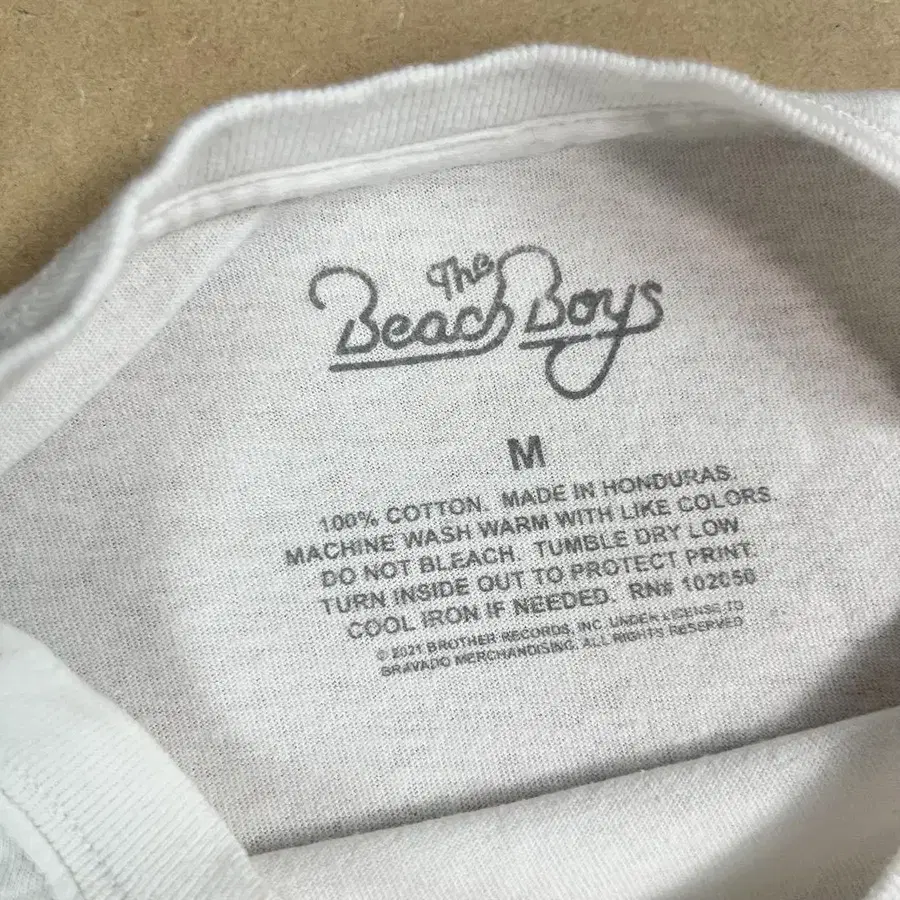 The
Beach Boys
M
100% COTTON. MADE IN HONDURAS.
MACHINE WASH WARM WITH LIKE COLORS.
DO NOT BLEACH. TUMBLE DRY LOW
TURN INSIDE OUT TO PROTECT PRINT.
COOL IRON IF NEEDED. RN#
© 2021 BROTHER RECORDS, INC. UNDER LICENSE TO
BRAVADO MERCHANDISING. ALL RIGHTS RESERVED